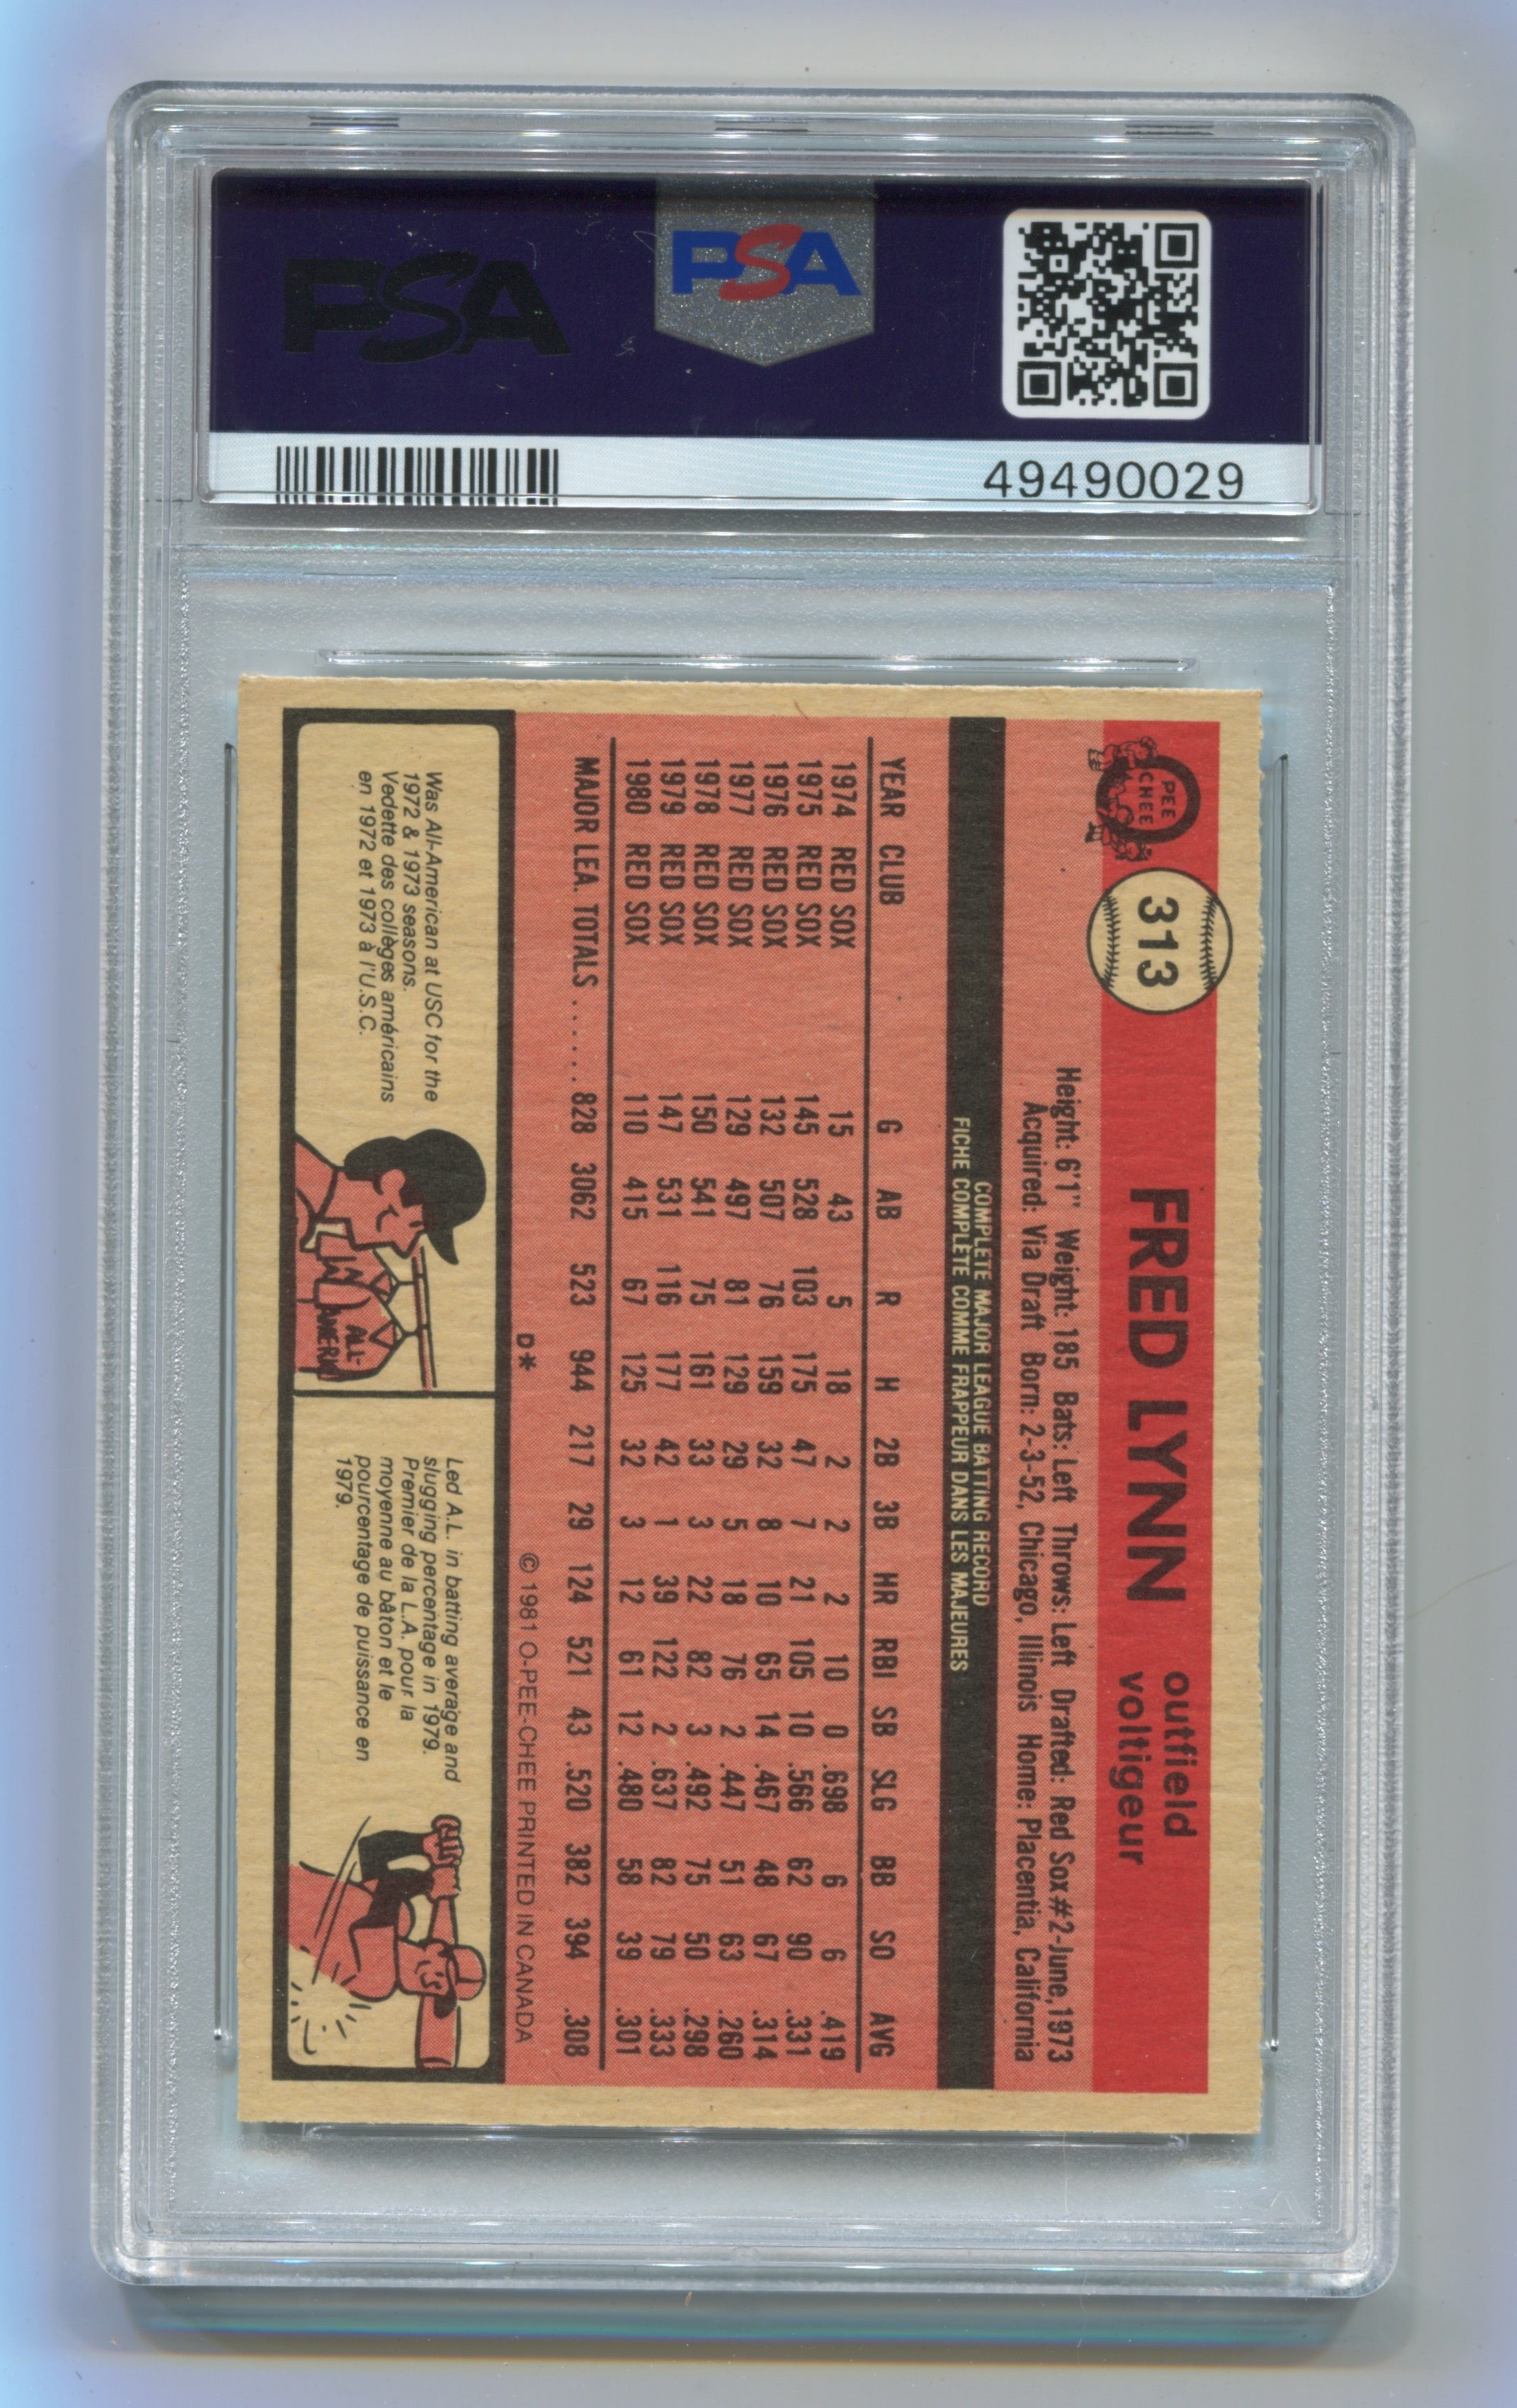 PSA
PSA
49490029
O
PEE
CHEE
313
FRED LYNN
outfield
voltigeur
Height: 6'1" Weight: 185 Bats: Left Throws: Left Drafted: Red Sox #2-June, 1973
Acquired: Via Draft Born: 2-3-52, Chicago, Illinois Home: Placentia, California
COMPLETE MAJOR LEAGUE BATTING RECORD
FICHE COMPLÈTE COMME FRAPPEUR DANS LES MAJEURES
YEAR CLUB G AB R H 2B 3B HR RBI SB SLG BB SO AVG
1974 RED SOX 15 43 5 18 2 2 2 10 0 .698 6 6 .419
1975 RED SOX 145 528 103 175 47 7 21 105 10 .566 62 90 .331
1976 RED SOX 132 507 76 159 32 8 10 65 14 .467 48 67 .314
1977 RED SOX 129 497 81 129 29 5 18 76 2 .447 51 63 .260
1978 RED SOX 150 541 75 161 33 3 22 82 3 .492 75 50 .298
1979 RED SOX 147 531 116 177 42 1 39 122 2 .637 82 79 .333
1980 RED SOX 110 415 67 125 32 3 12 61 12 .480 58 39 .301
MAJOR LEA. TOTALS ...... 828 3062 523 944 217 29 124 521 43 .520 382 394 .308
D* © 1981 O-PEE-CHEE PRINTED IN CANADA
Was All-American at USC for the
1972 & 1973 seasons.
Vedette des collèges américains
en 1972 et 1973 à l'U.S.C.
ALL-
AMERI
Led A.L. in batting average and
slugging percentage in 1979.
Premier de la L.A. pour la
moyenne au bâton et le
pourcentage de puissance en
1979.